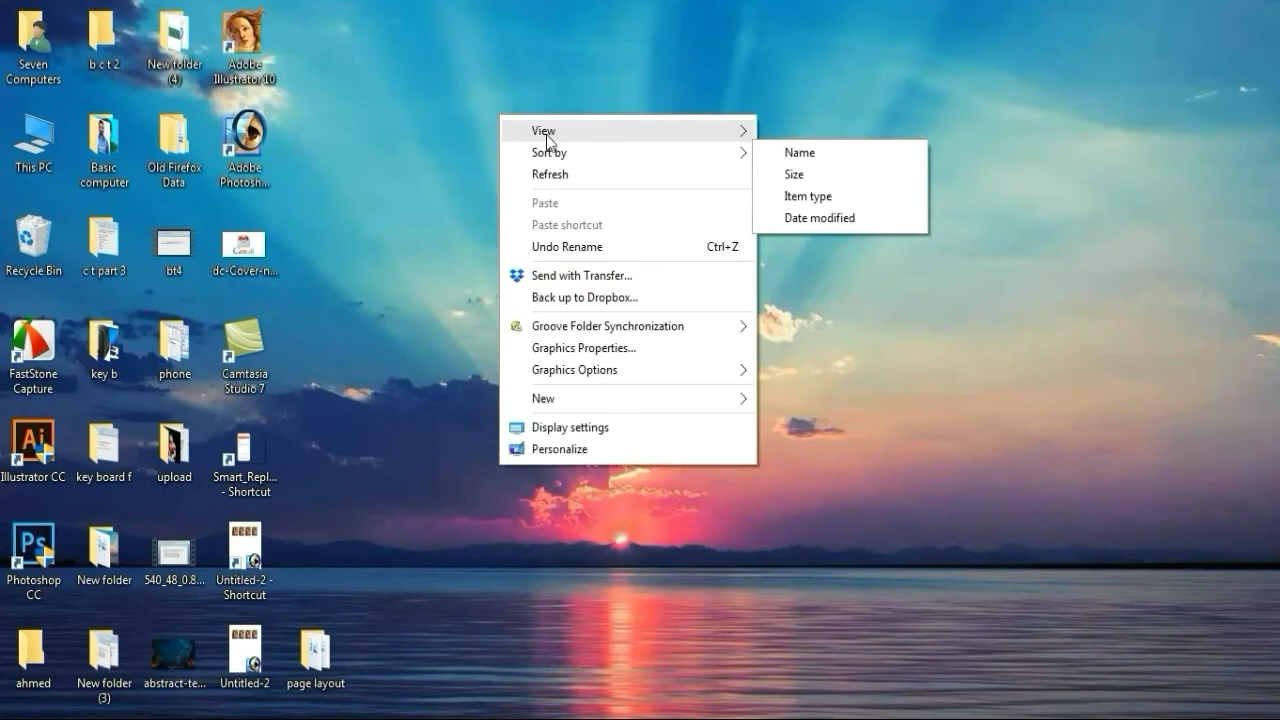 Seven
Computers
b c t 2
New folder
(4)
Adobe
Illustrator 10
This PC
Basic
computer
Old Firefox
Data
Adobe
Photosh...
Recycle Bin
c t part 3
bt4
Gmail
dc-Cover-n...
FastStone
Capture
key b
phone
Camtasia
Studio 7
Ai
Illustrator CC
key board f
upload
Smart_Repl...
- Shortcut
Ps
Photoshop
CC
New folder
540_48_0.8...
Untitled-2 -
Shortcut
ahmed
New folder
(3)
abstract-te...
Untitled-2
page layout
View
Sort by
Refresh
Paste
Paste shortcut
Undo Rename Ctrl+Z
Send with Transfer...
Back up to Dropbox...
Groove Folder Synchronization
Graphics Properties...
Graphics Options
New
Display settings
Personalize
Name
Size
Item type
Date modified